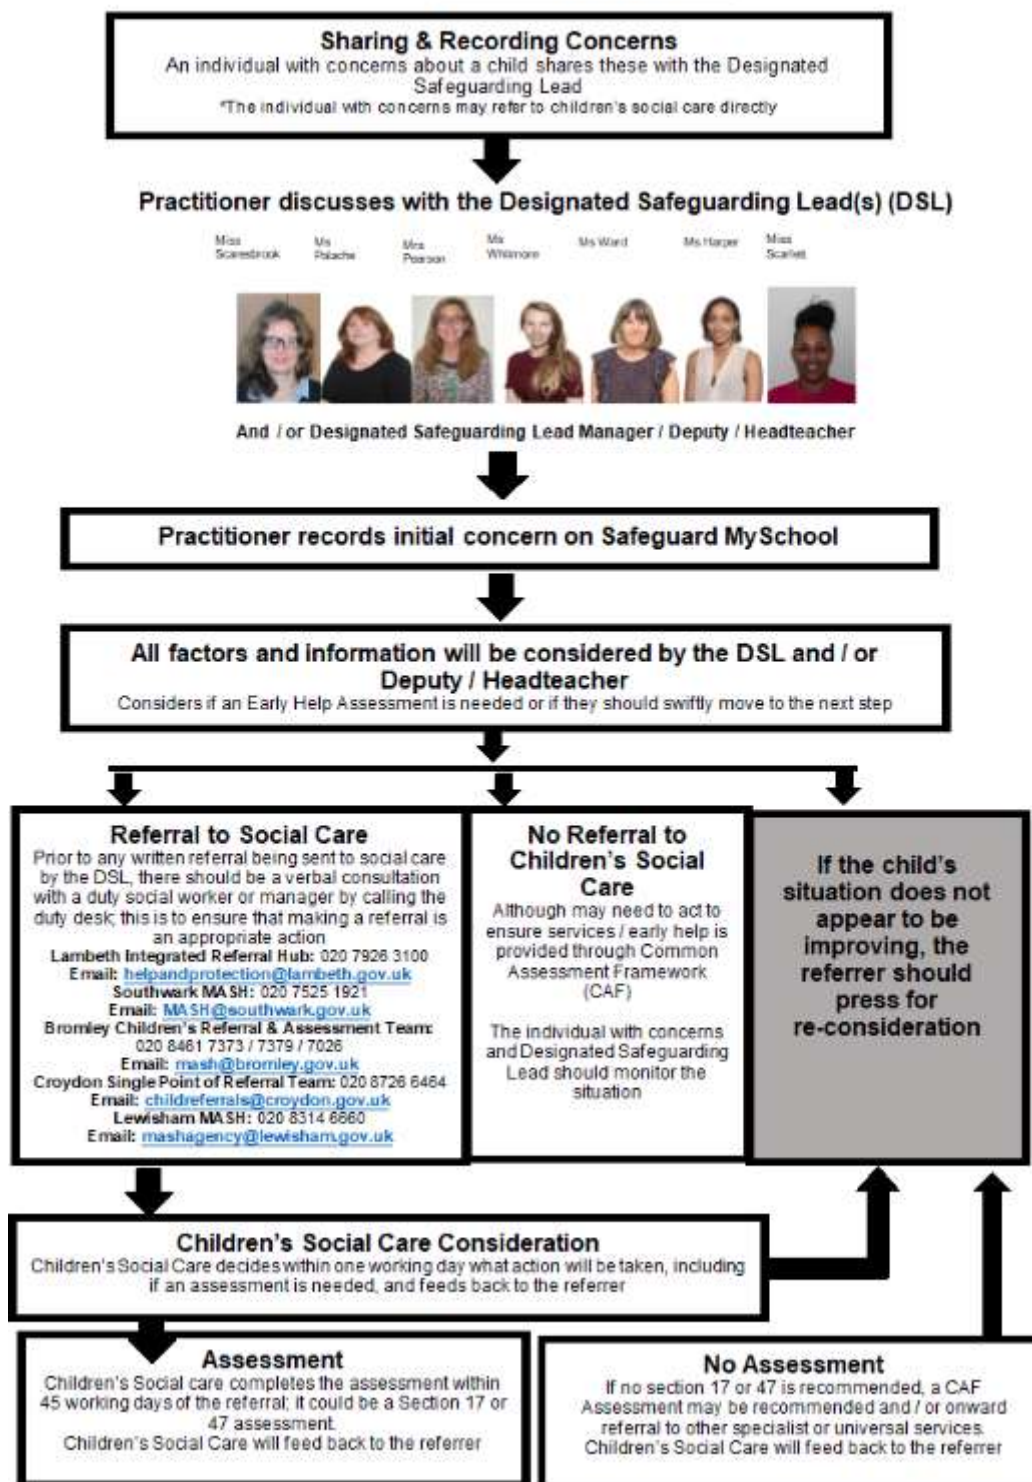 Sharing & Recording Concerns
An individual with concerns about a child shares these with the Designated
Safeguarding Lead
*The individual with concerns may refer to children's social care directly
Practitioner discusses with the Designated Safeguarding Lead(s) (DSL)
Miss
Scaresbrook
Ms
Palache
Mrs
Pearson
Ms
Whitmore
Ms Ward
Ms Harper
Miss
Scarlett
And / or Designated Safeguarding Lead Manager / Deputy / Headteacher
Practitioner records initial concern on Safeguard MySchool
All factors and information will be considered by the DSL and / or
Deputy / Headteacher
Considers if an Early Help Assessment is needed or if they should swiftly move to the next step
Referral to Social Care
Prior to any written referral being sent to social care
by the DSL, there should be a verbal consultation
with a duty social worker or manager by calling the
duty desk; this is to ensure that making a referral is
an appropriate action
Lambeth Integrated Referral Hub: 020 7926 3100
Email: helpandprotection@lambeth.gov.uk
Southwark MASH: 020 7525 1921
Email: MASH@southwark.gov.uk
Bromley Children's Referral & Assessment Team:
020 8461 7373 / 7379 / 7026
Email: mash@bromley.gov.uk
Croydon Single Point of Referral Team: 020 8726 6464
Email: childreferrals@croydon.gov.uk
Lewisham MASH: 020 8314 6660
Email: mashagency@lewisham.gov.uk
No Referral to
Children's Social
Care
Although may need to act to
ensure services / early help is
provided through Common
Assessment Framework
(CAF)
The individual with concerns
and Designated Safeguarding
Lead should monitor the
situation
If the child's
situation does not
appear to be
improving, the
referrer should
press for
re-consideration
Children's Social Care Consideration
Children's Social Care decides within one working day what action will be taken, including
if an assessment is needed, and feeds back to the referrer
Assessment
Children's Social care completes the assessment within
45 working days of the referral; it could be a Section 17 or
47 assessment.
Children's Social Care will feed back to the referrer
No Assessment
If no section 17 or 47 is recommended, a CAF
Assessment may be recommended and / or onward
referral to other specialist or universal services.
Children's Social Care will feed back to the referrer